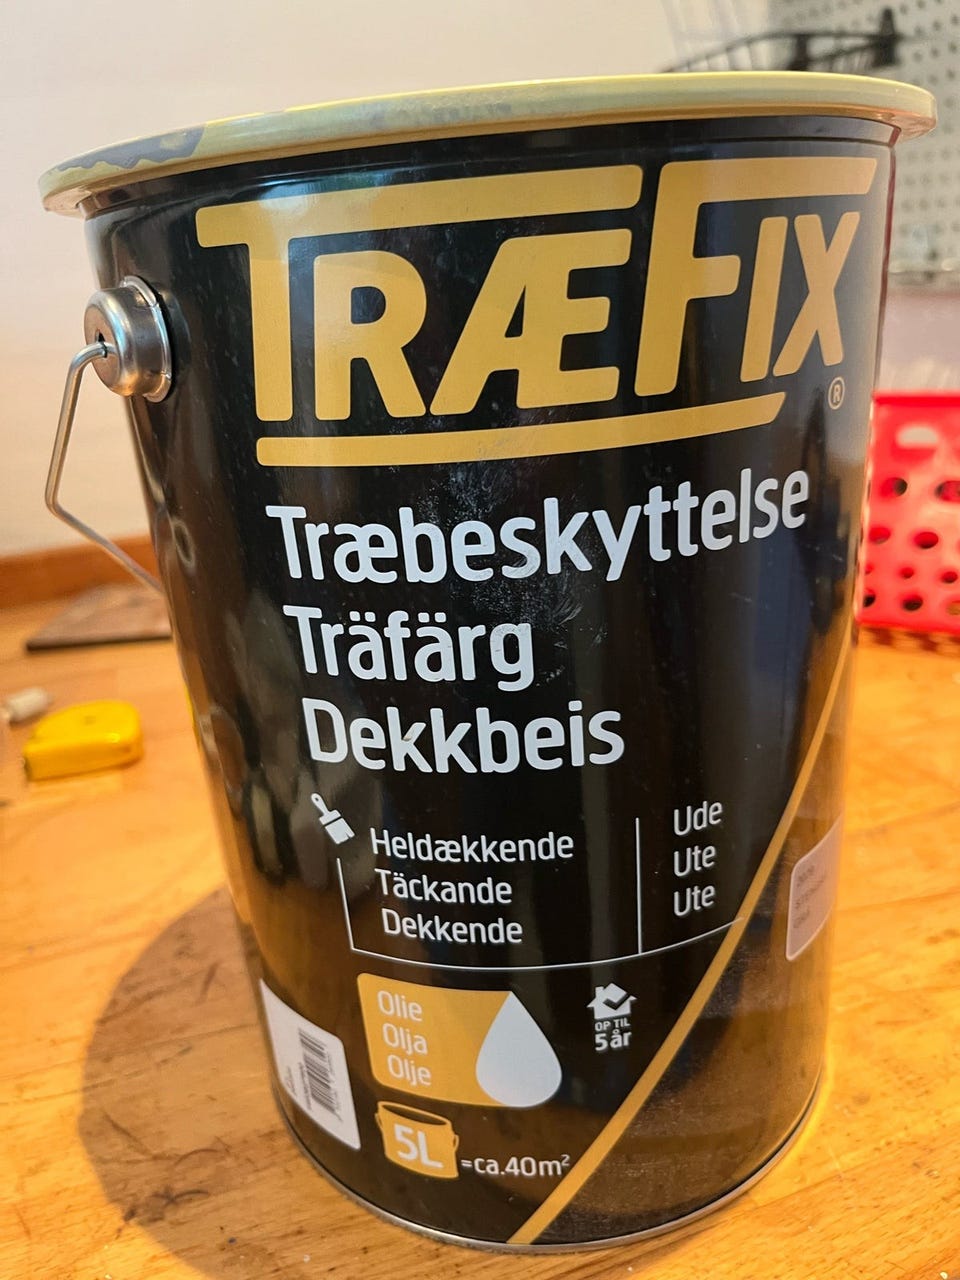 TRÆFIX
®
Træbeskyttelse
Träfärg
Dekkbeis
Heldækkende
Täckande
Dekkende
Ude
Ute
Ute
Olie
Olja
Olje
OP TIL
5 år
5L =ca.40m²